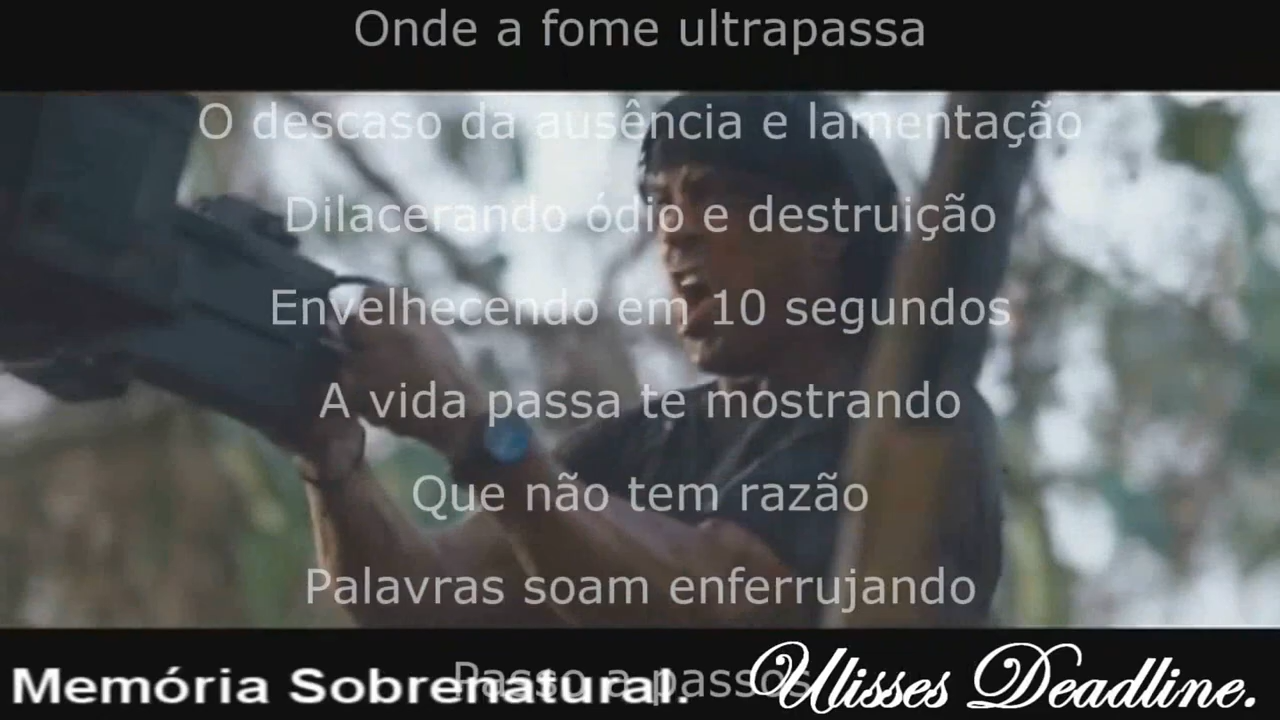 Onde a fome ultrapassa
O descaso da ausência e lamentação
Dilacerando ódio e destruição
Envelhecendo em 10 segundos
A vida passa te mostrando
Que não tem razão
Palavras soam enferrujando
Passo a passos
Memória Sobrenatural.
Ulisses Deadline.